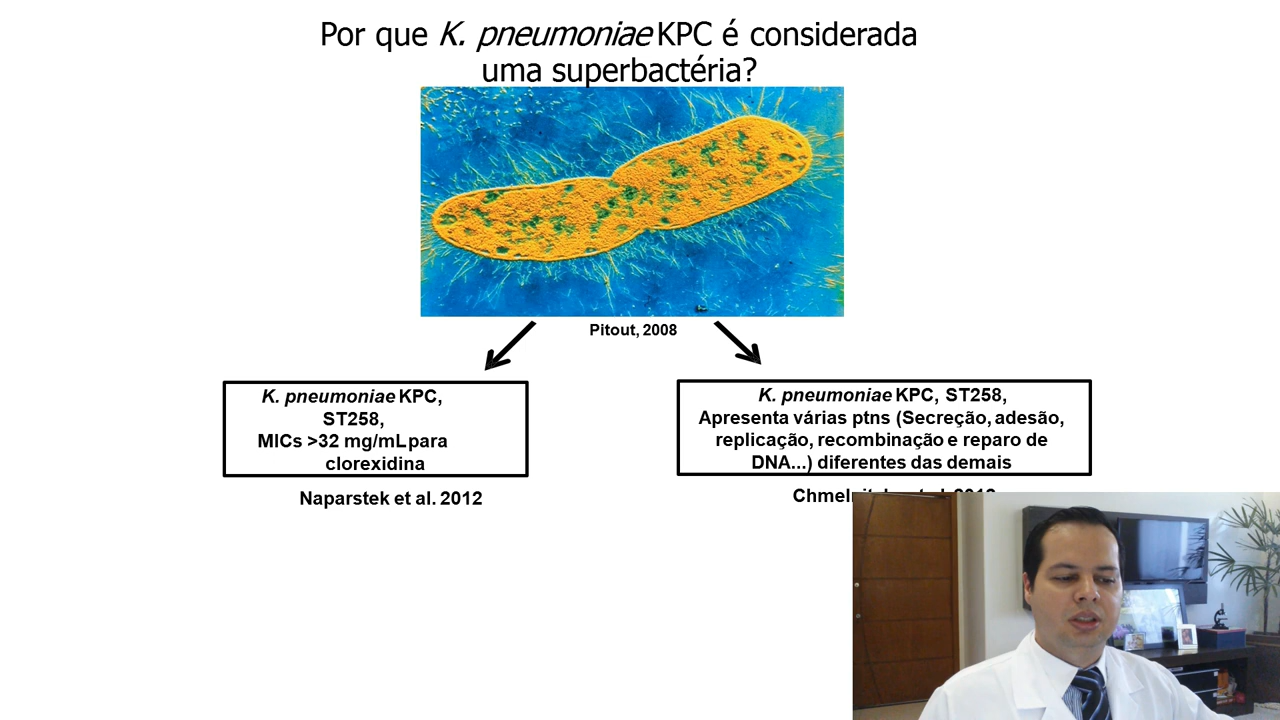 Por que K. pneumoniae KPC é considerada
uma superbactéria?
Pitout, 2008
K. pneumoniae KPC,
ST258,
MICs >32 mg/mL para
clorexidina
Naparstek et al. 2012
K. pneumoniae KPC, ST258,
Apresenta várias ptns (Secreção, adesão,
replicação, recombinação e reparo de
DNA...) diferentes das demais